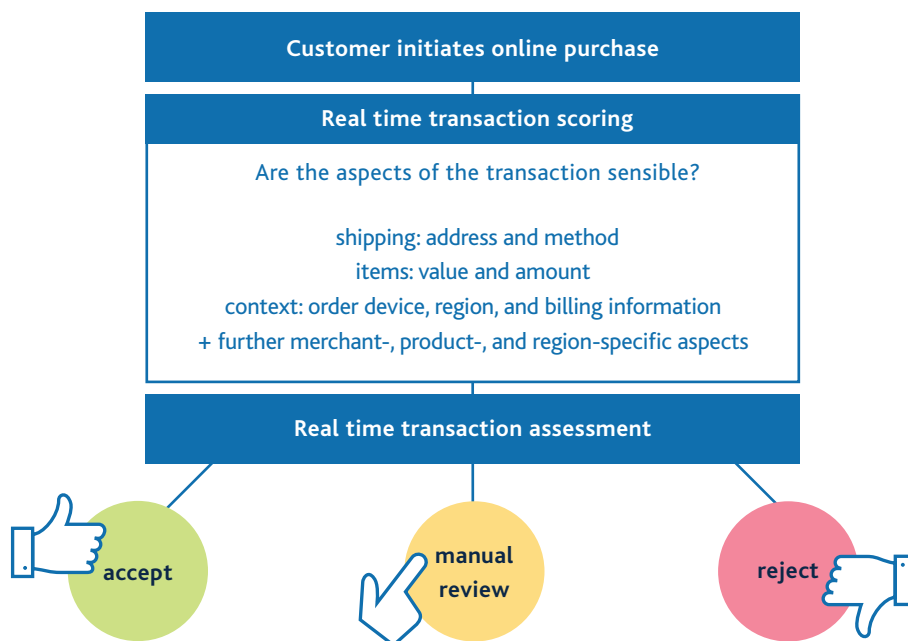 Customer initiates online purchase
Real time transaction scoring
Are the aspects of the transaction sensible?
shipping: address and method
items: value and amount
context: order device, region, and billing information
+ further merchant-, product-, and region-specific aspects
Real time transaction assessment
accept
manual
review
reject